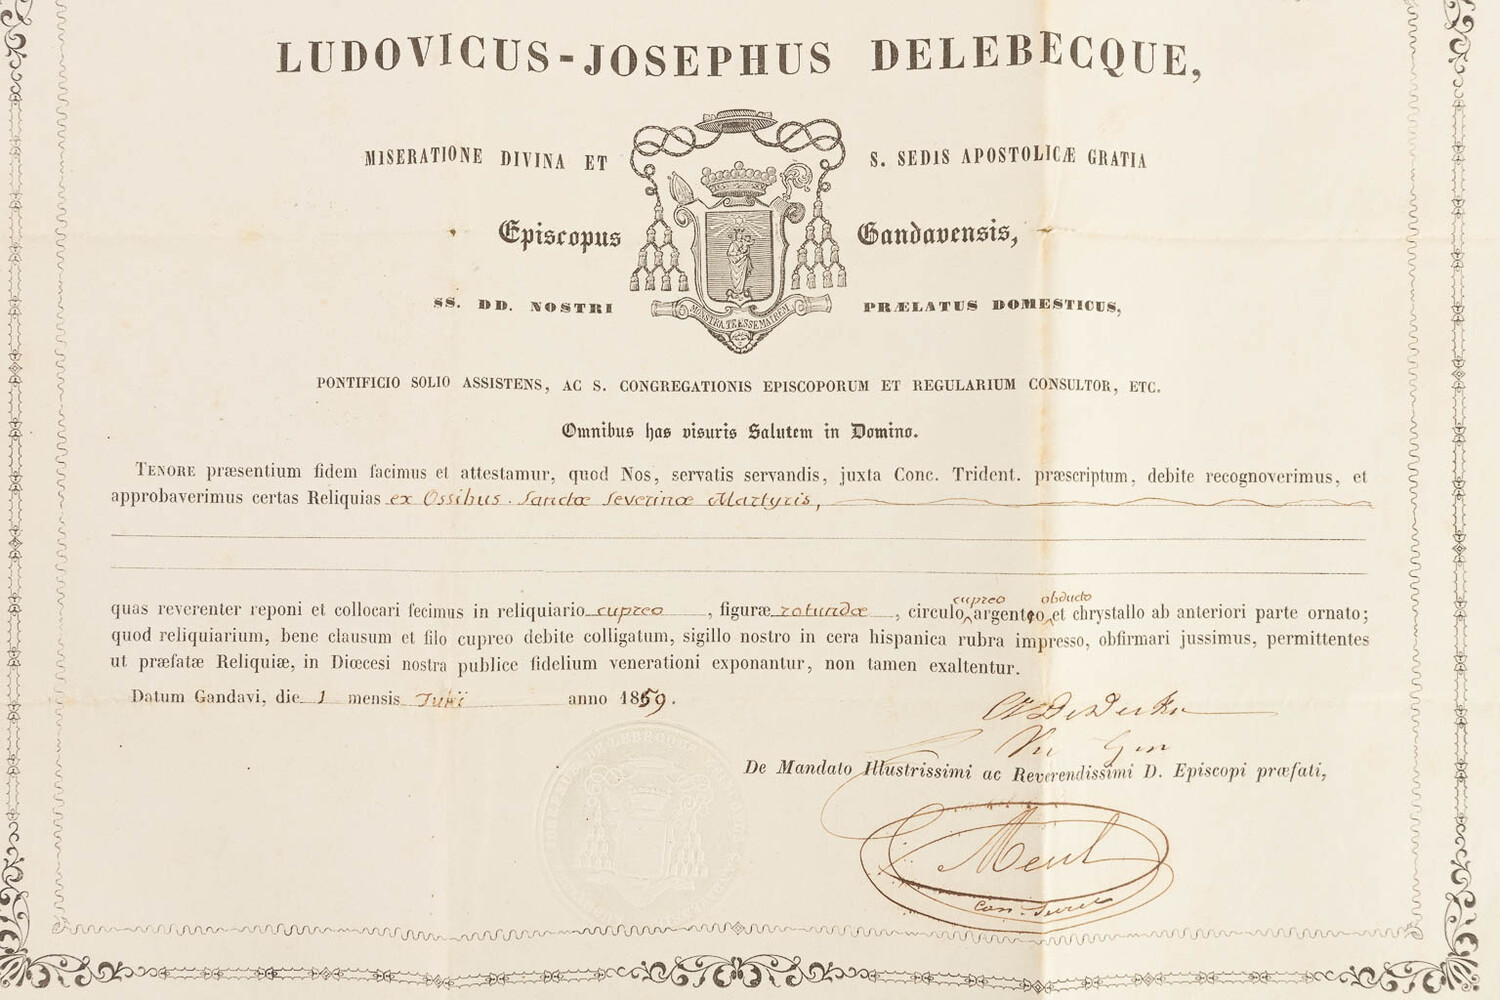 LUDOVICUS-JOSEPHUS DELEBECQUE,
MISERATIONE DIVINA ET S. SEDIS APOSTOLICÆ GRATIA
Episcopus Gandavensis,
SS. DD. NOSTRI PRÆLATUS DOMESTICUS,
MONSTRA TE ESSE MATREM
PONTIFICIO SOLIO ASSISTENS, AC S. CONGREGATIONIS EPISCOPORUM ET REGULARIUM CONSULTOR, ETC.
Omnibus has visuris Salutem in Domino.
TENORE præsentium fidem facimus et attestamur, quod Nos, servatis servandis, juxta Conc. Trident. præscriptum, debite recognoverimus, et
approbaverimus certas Reliquias ex Ossibus Sanctæ Severinæ Martyris,
cupreo obducto
quas reverenter reponi et collocari fecimus in reliquiario cupreo, figuræ rotundæ, circulo argenteo et chrystallo ab anteriori parte ornato;
quod reliquiarium, bene clausum et filo cupreo debite colligatum, sigillo nostro in cera hispanica rubra impresso, obfirmari jussimus, permittentes
ut præfatæ Reliquiæ, in Diœcesi nostra publice fidelium venerationi exponantur, non tamen exaltentur.
Datum Gandavi, die 1 mensis anno 1859.
Vic Gen
De Mandato Illustrissimi ac Reverendissimi D. Episcopi præfati,
DELEBECQUE